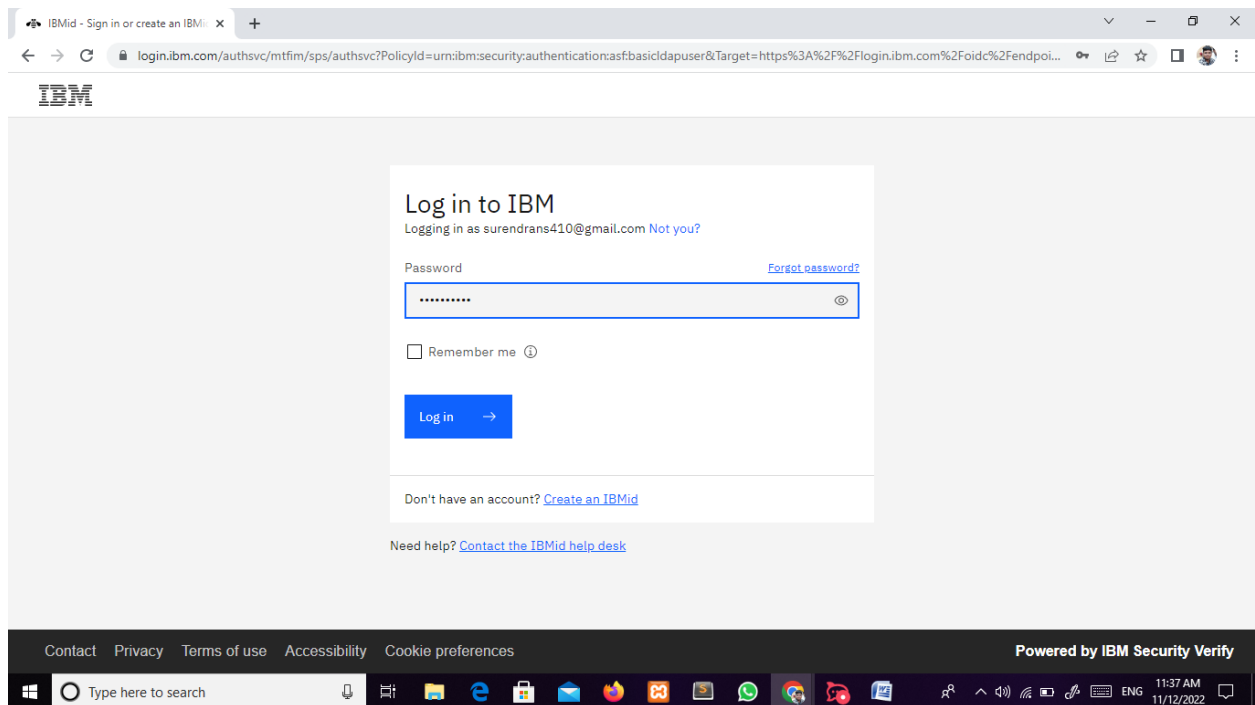 IBMid - Sign in or create an IBMi
login.ibm.com/authsvc/mtfim/sps/authsvc?PolicyId=urn:ibm:security:authentication:asf:basicldapuser&Target=https%3A%2F%2Flogin.ibm.com%2Foidc%2Fendpoi...
IBM
Log in to IBM
Logging in as surendrans410@gmail.com Not you?
Password Forgot password?
Remember me
Log in
Don't have an account? Create an IBMid
Need help? Contact the IBMid help desk
Contact Privacy Terms of use Accessibility Cookie preferences Powered by IBM Security Verify
Type here to search ENG 11:37 AM
11/12/2022